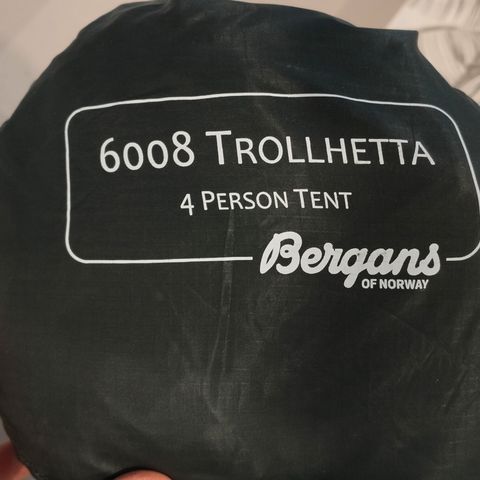 6008 TROLLHETTA
4 PERSON TENT
Bergans
OF NORWAY